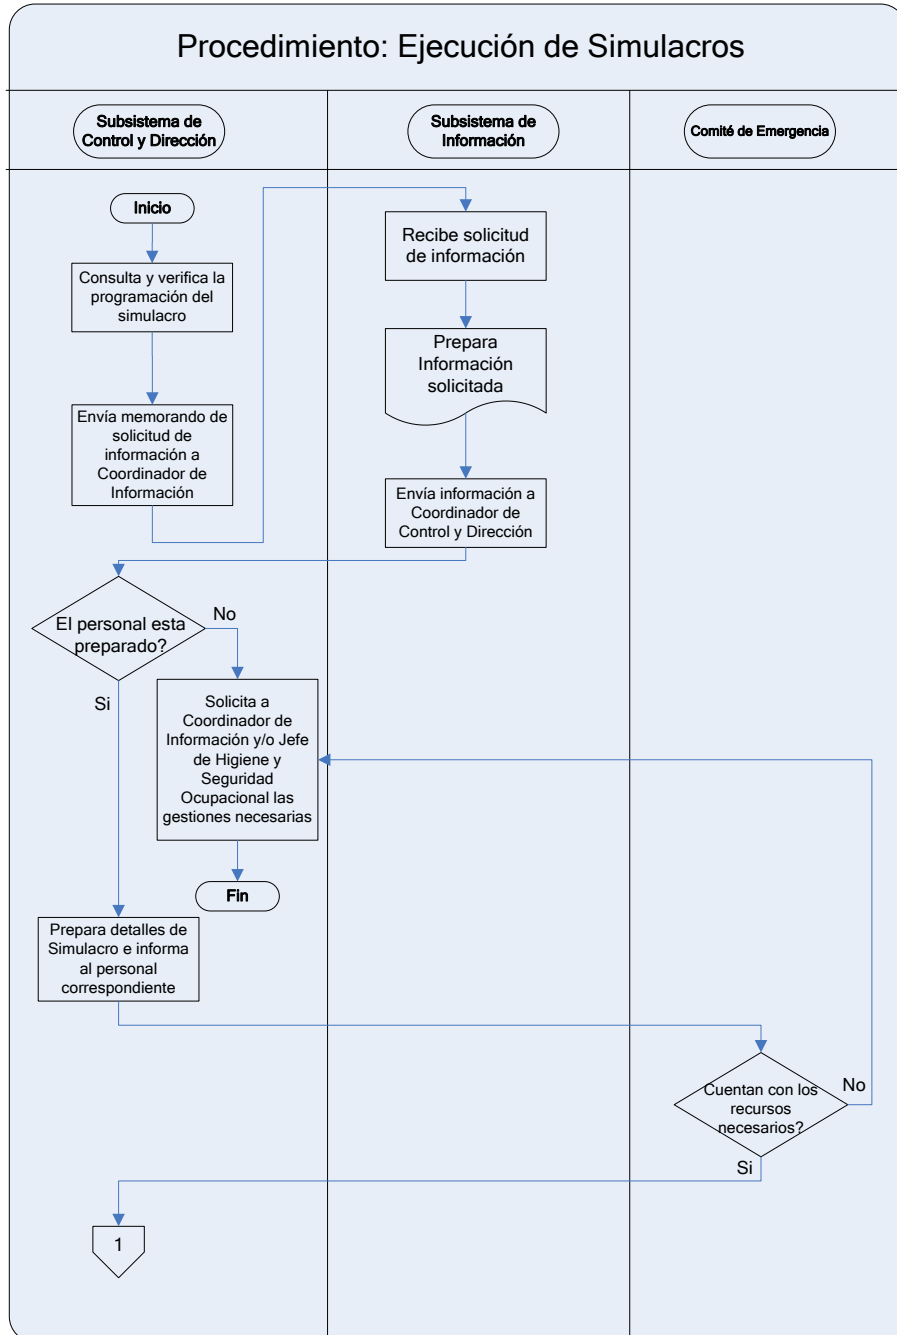 Procedimiento: Ejecución de Simulacros
Subsistema de
Control y Dirección
Subsistema de
Información
Comité de Emergencia
Inicio
Consulta y verifica la
programación del
simulacro
Envía memorando de
solicitud de
información a
Coordinador de
Información
Recibe solicitud
de información
Prepara
Información
solicitada
Envía información a
Coordinador de
Control y Dirección
El personal esta
preparado?
No
Si
Solicita a
Coordinador de
Información y/o Jefe
de Higiene y
Seguridad
Ocupacional las
gestiones necesarias
Fin
Prepara detalles de
Simulacro e informa
al personal
correspondiente
Cuentan con los
recursos
necesarios?
No
Si
1